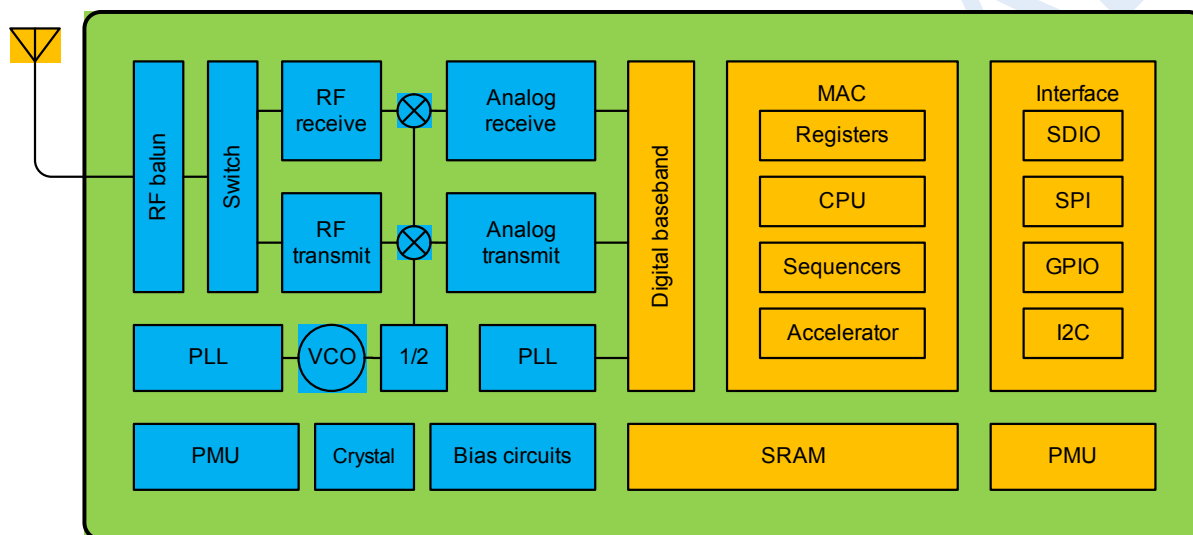 RF balun
Switch
RF
receive
Analog
receive
RF
transmit
Analog
transmit
PLL
VCO
1/2
PLL
Digital baseband
MAC
Registers
CPU
Sequencers
Accelerator
Interface
SDIO
SPI
GPIO
I2C
PMU
Crystal
Bias circuits
SRAM
PMU